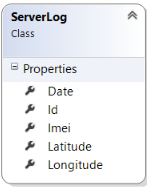 ServerLog
Class
Properties
Date
Id
Imei
Latitude
Longitude